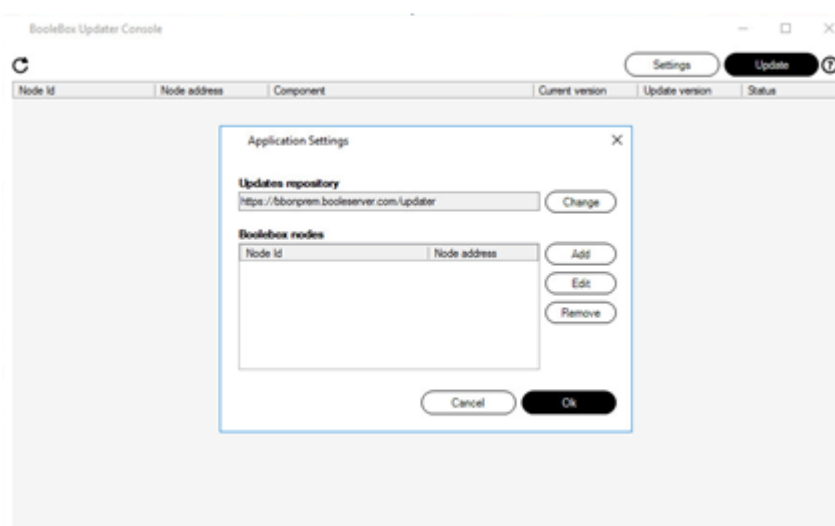 BooleBox Updater Console
Settings Update ?
Node Id Node address Component Current version Update version Status
Application Settings
Updates repository
https://bbonprem.booleserver.com/updater Change
Boolebox nodes
Node Id Node address Add
Edit
Remove
Cancel Ok